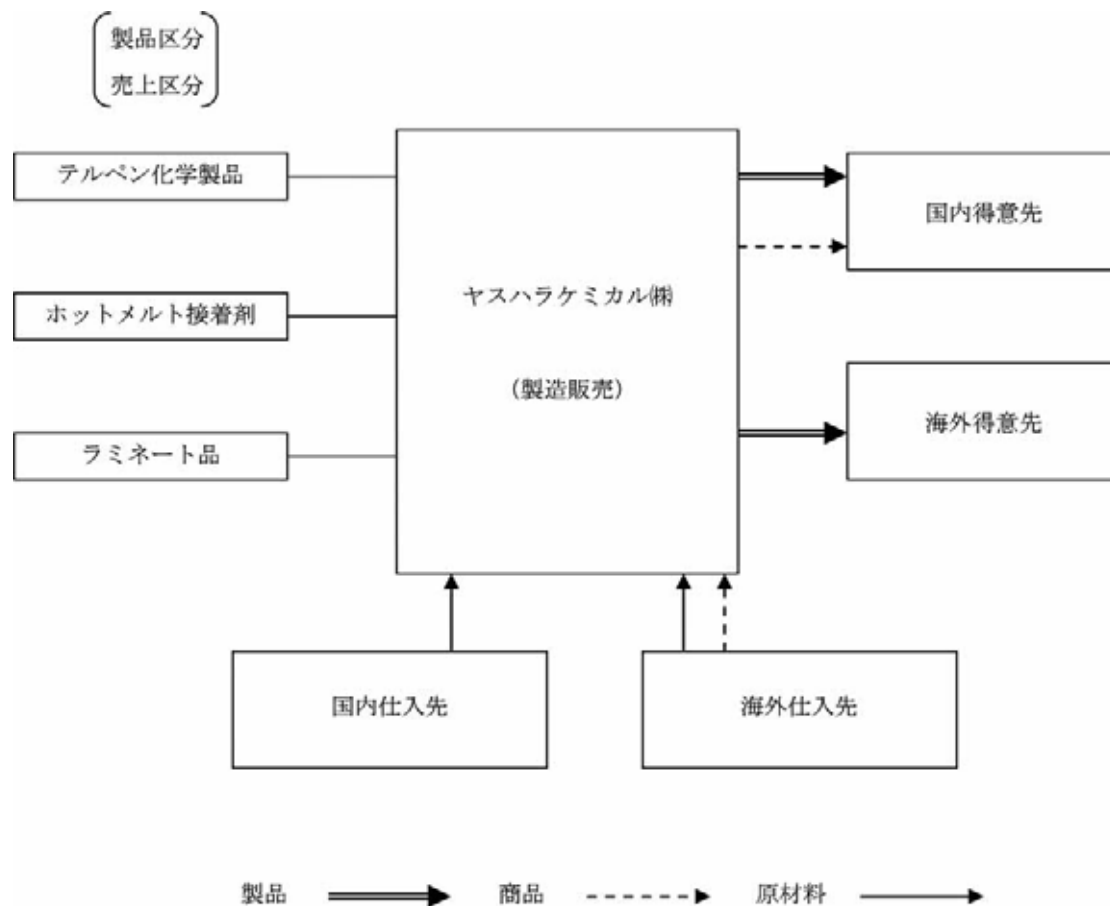 製品区分
売上区分
テルペン化学製品
ホットメルト接着剤
ラミネート品
ヤスハラケミカル㈱
(製造販売)
国内得意先
海外得意先
国内仕入先
海外仕入先
製品 商品 原材料